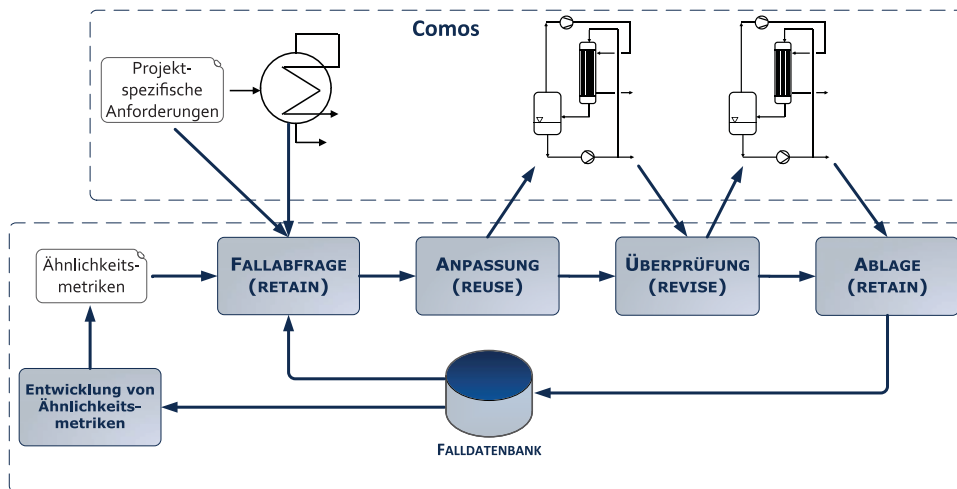 Comos
Projekt-
spezifische
Anforderungen
Ähnlichkeits-
metriken
FALLABFRAGE
(RETAIN)
ANPASSUNG
(REUSE)
ÜBERPRÜFUNG
(REVISE)
ABLAGE
(RETAIN)
Entwicklung von
Ähnlichkeits-
metriken
FALLDATENBANK